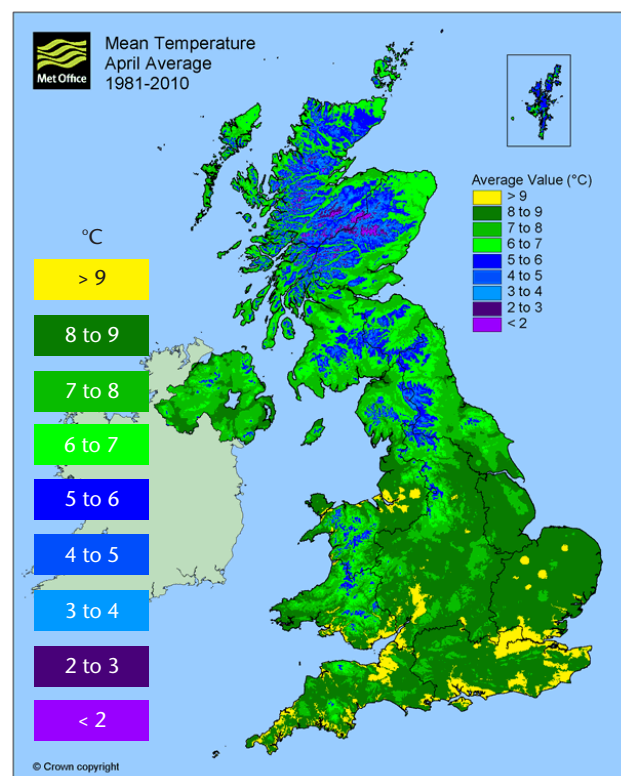 Met Office
Mean Temperature
April Average
1981-2010
Average Value (°C)
> 9
8 to 9
7 to 8
6 to 7
5 to 6
4 to 5
3 to 4
2 to 3
< 2
°C
> 9
8 to 9
7 to 8
6 to 7
5 to 6
4 to 5
3 to 4
2 to 3
< 2
© Crown copyright